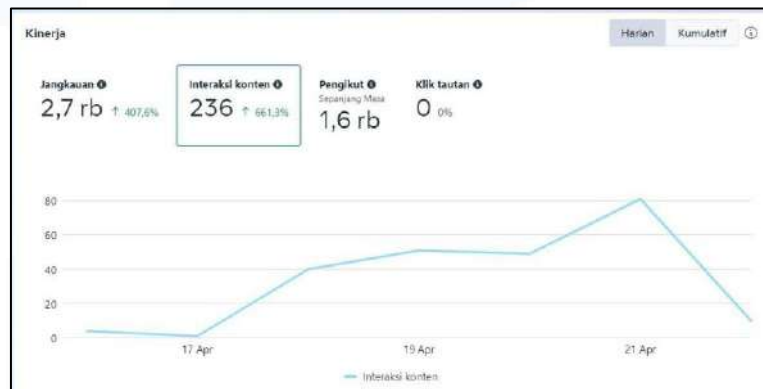 Kinerja
Harian Kumulatif
Jangkauan
2,7 rb ↑ 407,6%
Interaksi konten
236 ↑ 661,3%
Pengikut
Sepanjang Masa
1,6 rb
Klik tautan
0 0%
80
60
40
20
0
17 Apr 19 Apr 21 Apr
Interaksi konten